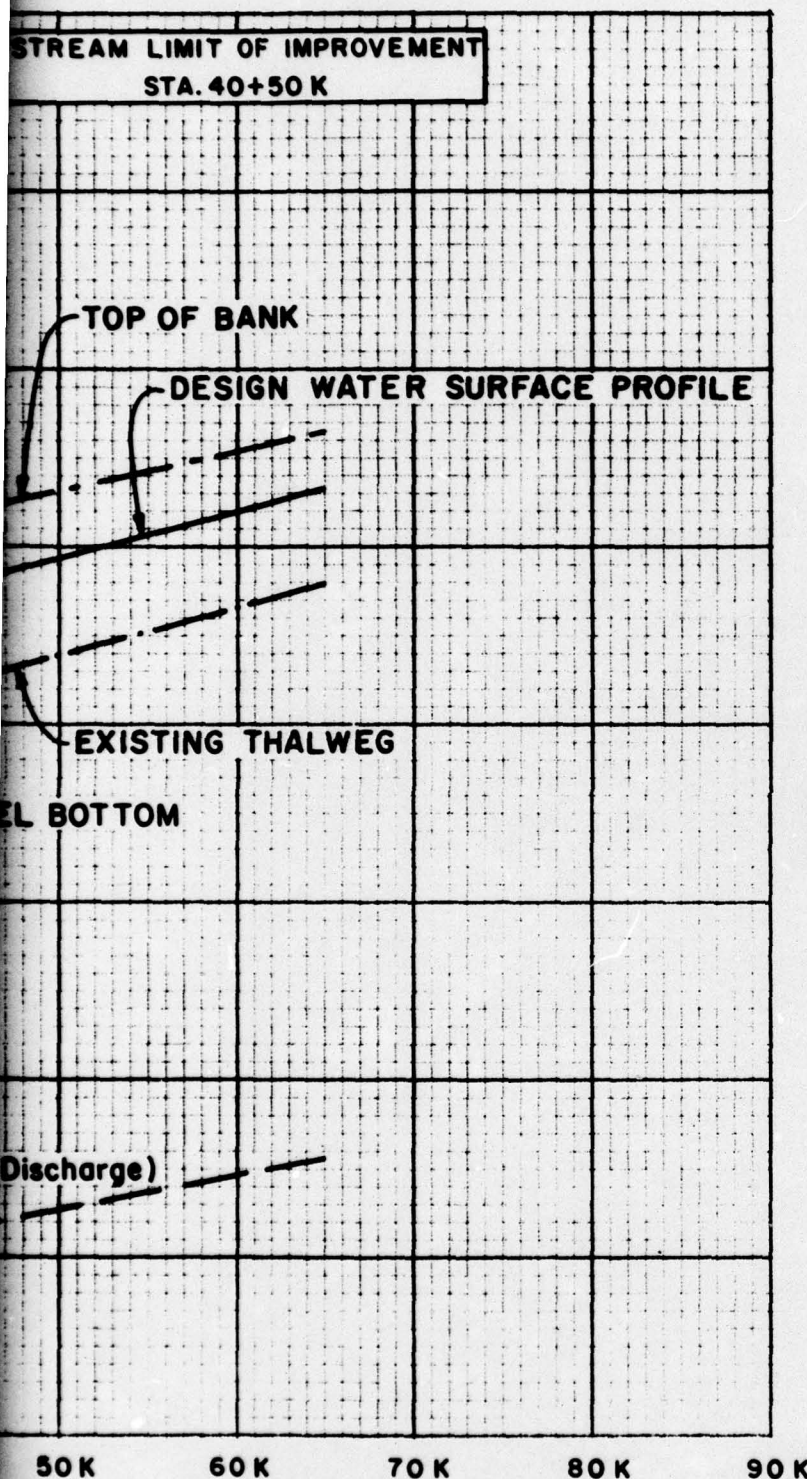 STREAM LIMIT OF IMPROVEMENT
STA. 40+50 K
TOP OF BANK
DESIGN WATER SURFACE PROFILE
EXISTING THALWEG
EL BOTTOM
Discharge)
50 K 60 K 70 K 80 K 90 K